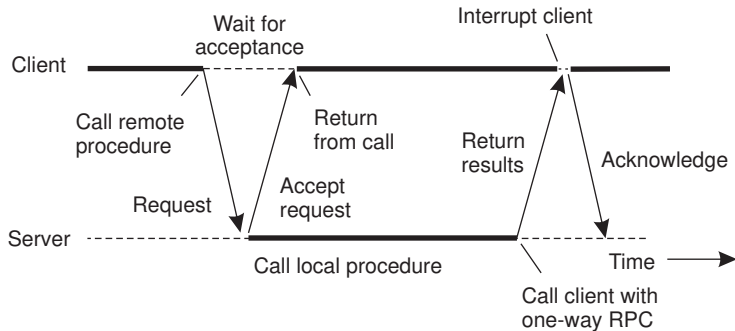 Interrupt client
Wait for
acceptance
Client
Call remote
procedure
Return
from call
Return
results
Acknowledge
Request
Accept
request
Server
Call local procedure
Time
Call client with
one-way RPC